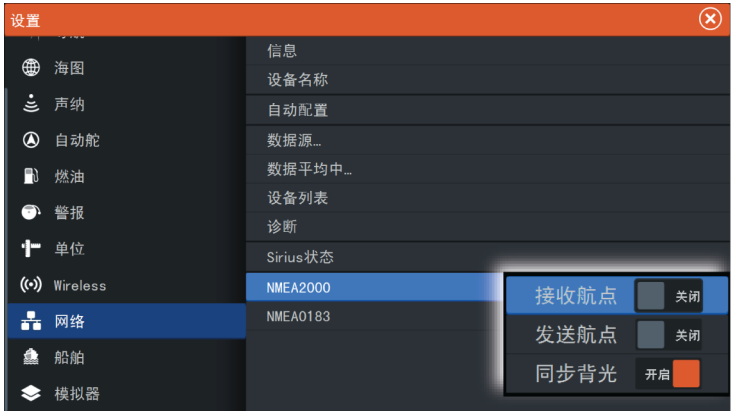 设置
海图
声纳
自动舵
燃油
警报
单位
Wireless
网络
船舶
模拟器
信息
设备名称
自动配置
数据源…
数据平均中…
设备列表
诊断
Sirius状态
NMEA2000
NMEA0183
接收航点 关闭
发送航点 关闭
同步背光 开启